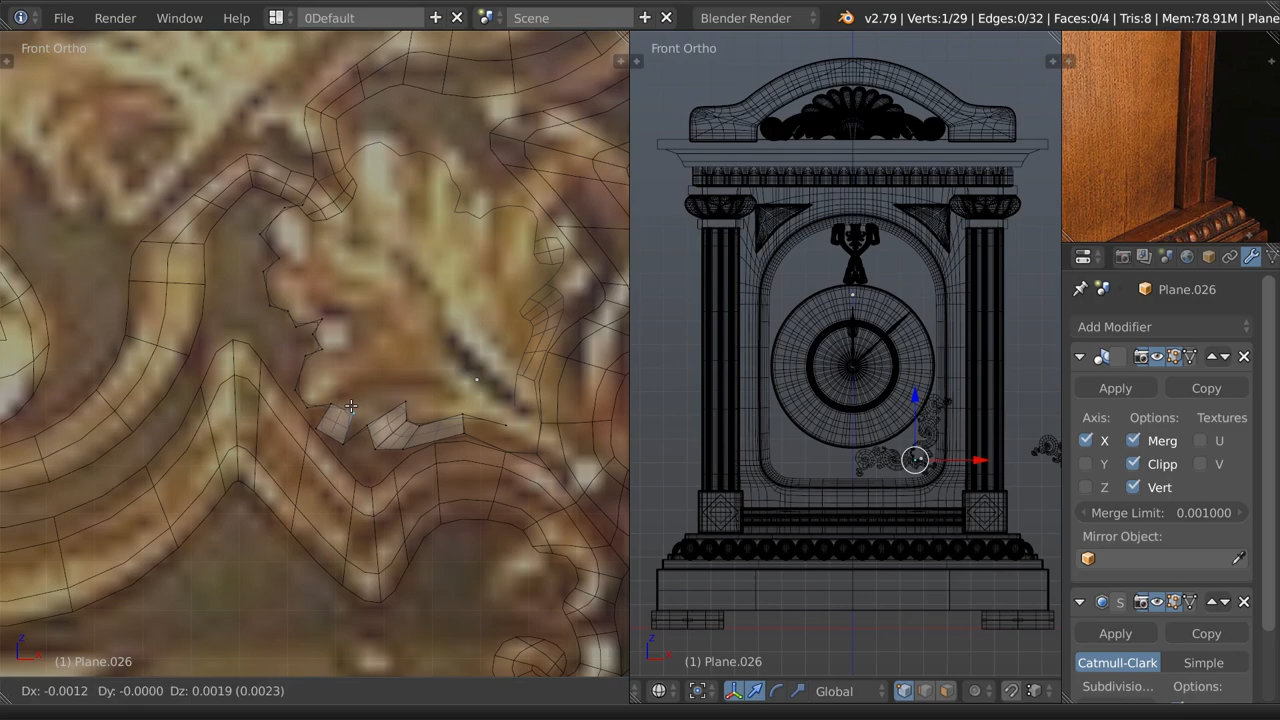 File Render Window Help 0Default Scene Blender Render v2.79 | Verts:1/29 | Edges:0/32 | Faces:0/4 | Tris:8 | Mem:78.91M | Plane
Front Ortho
Front Ortho
Plane.026
Add Modifier
Apply Copy
Axis: Options: Textures
X Merg U
Y Clipp V
Z Vert
Merge Limit: 0.001000
Mirror Object:
S
Apply Copy
Catmull-Clark Simple
Subdivisio... Options:
z x
(1) Plane.026
z x
(1) Plane.026
Dx: -0.0012 Dy: -0.0000 Dz: 0.0019 (0.0023)
Global